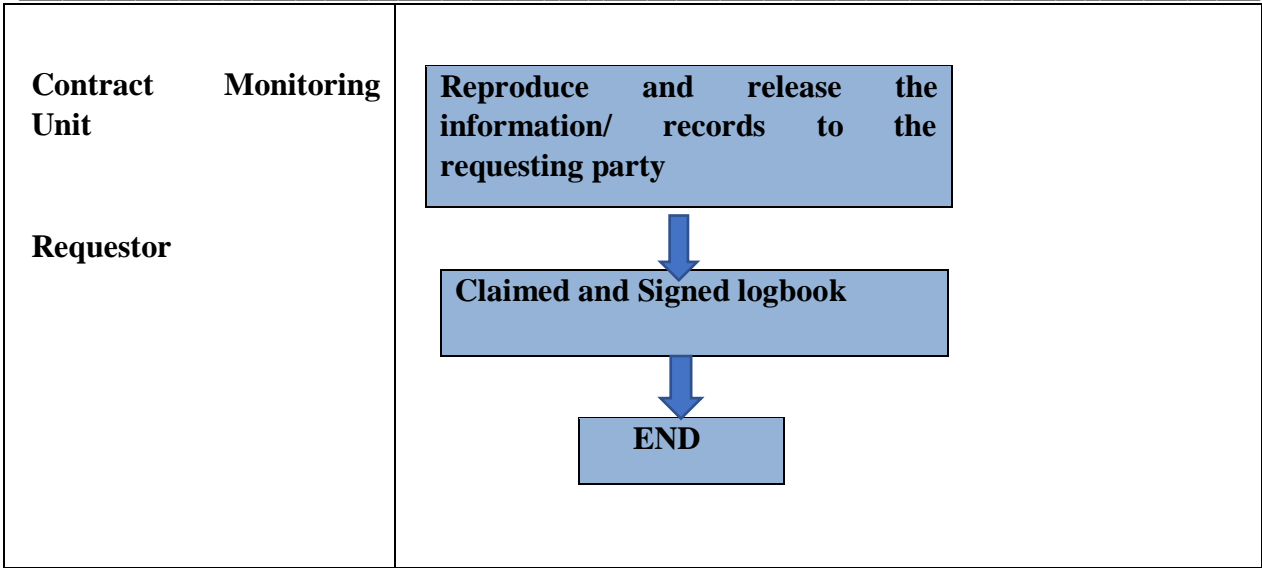 Contract Monitoring
Unit
Reproduce and release the
information/ records to the
requesting party
Requestor
Claimed and Signed logbook
END